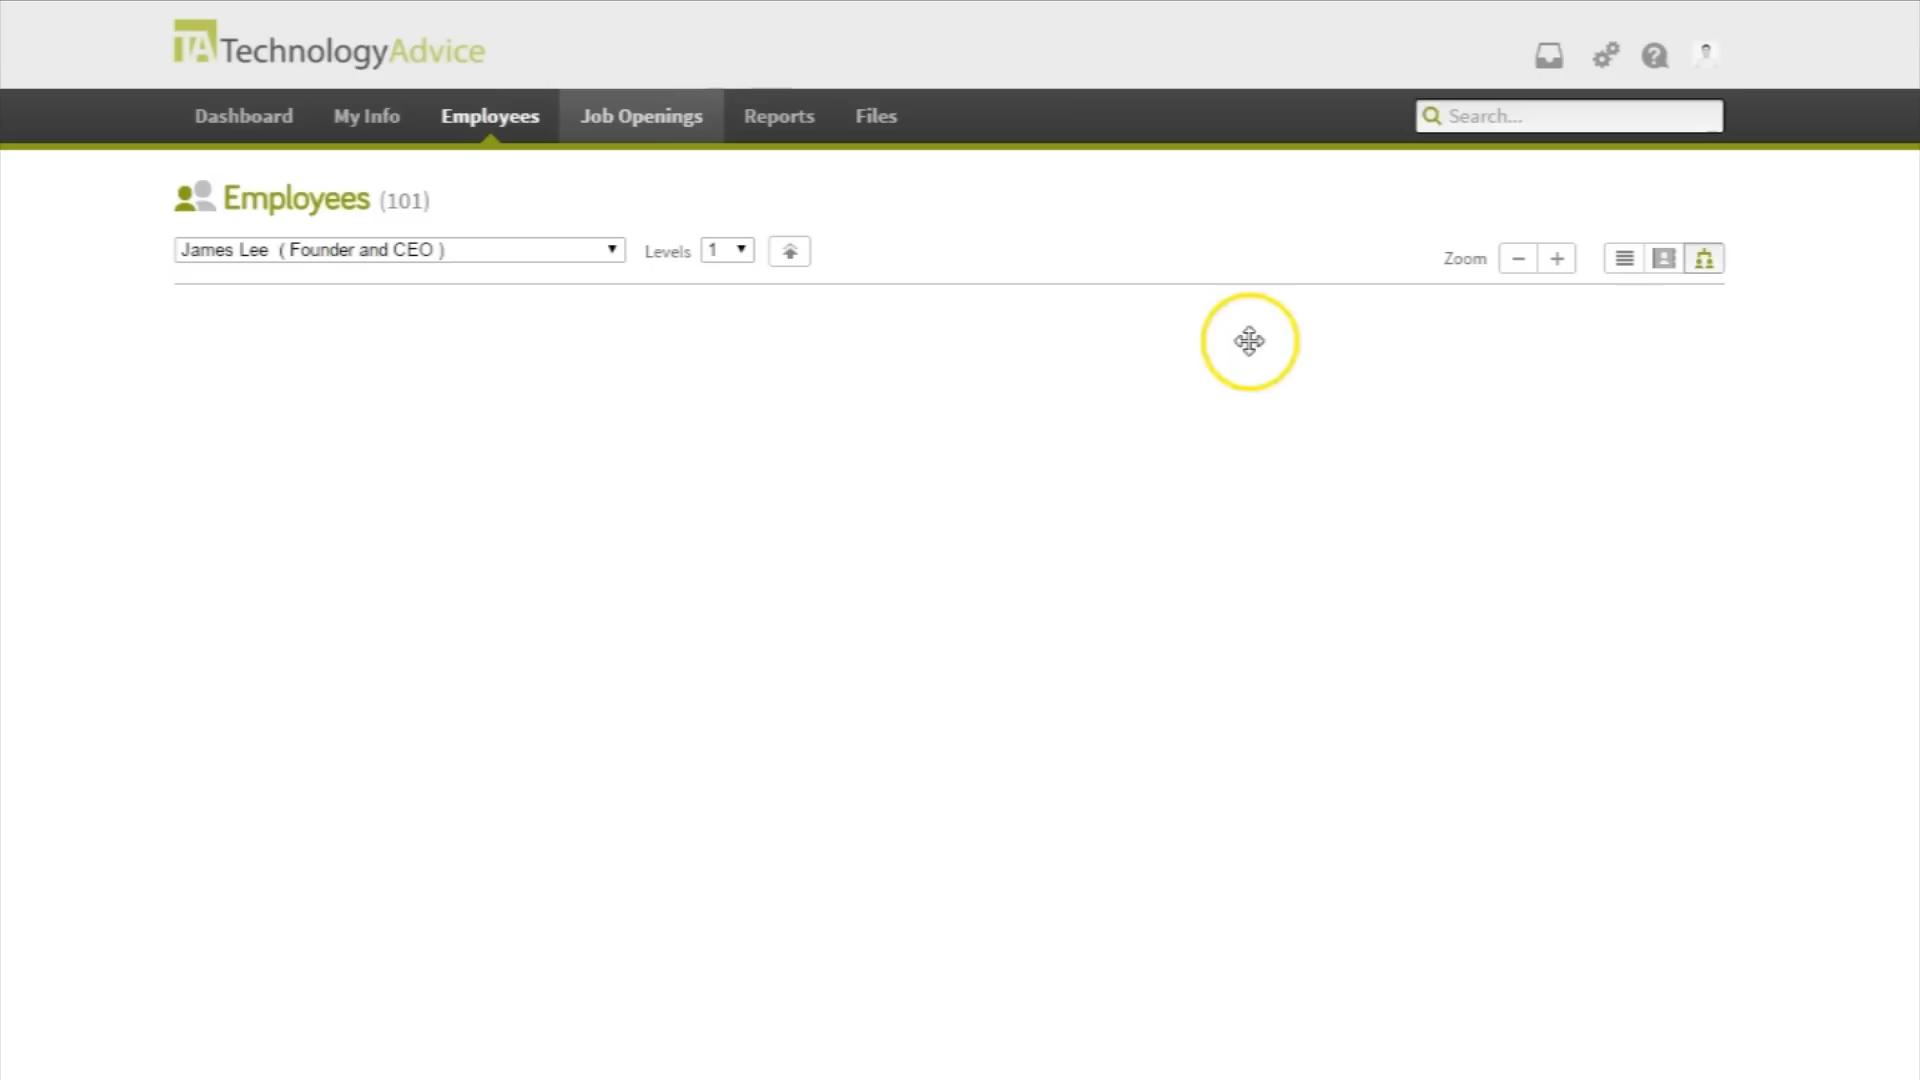 TA TechnologyAdvice
Dashboard My Info Employees Job Openings Reports Files Search...
Employees (101)
James Lee ( Founder and CEO ) Levels 1 Zoom